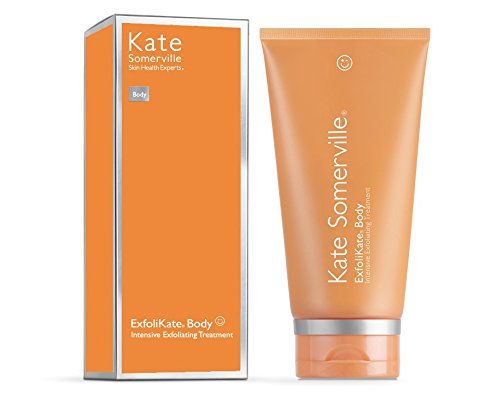 Kate
Somerville
Skin Health Experts®
Body
ExfoliKate® Body
Intensive Exfoliating Treatment
Kate Somerville®
ExfoliKate® Body
Intensive Exfoliating Treatment